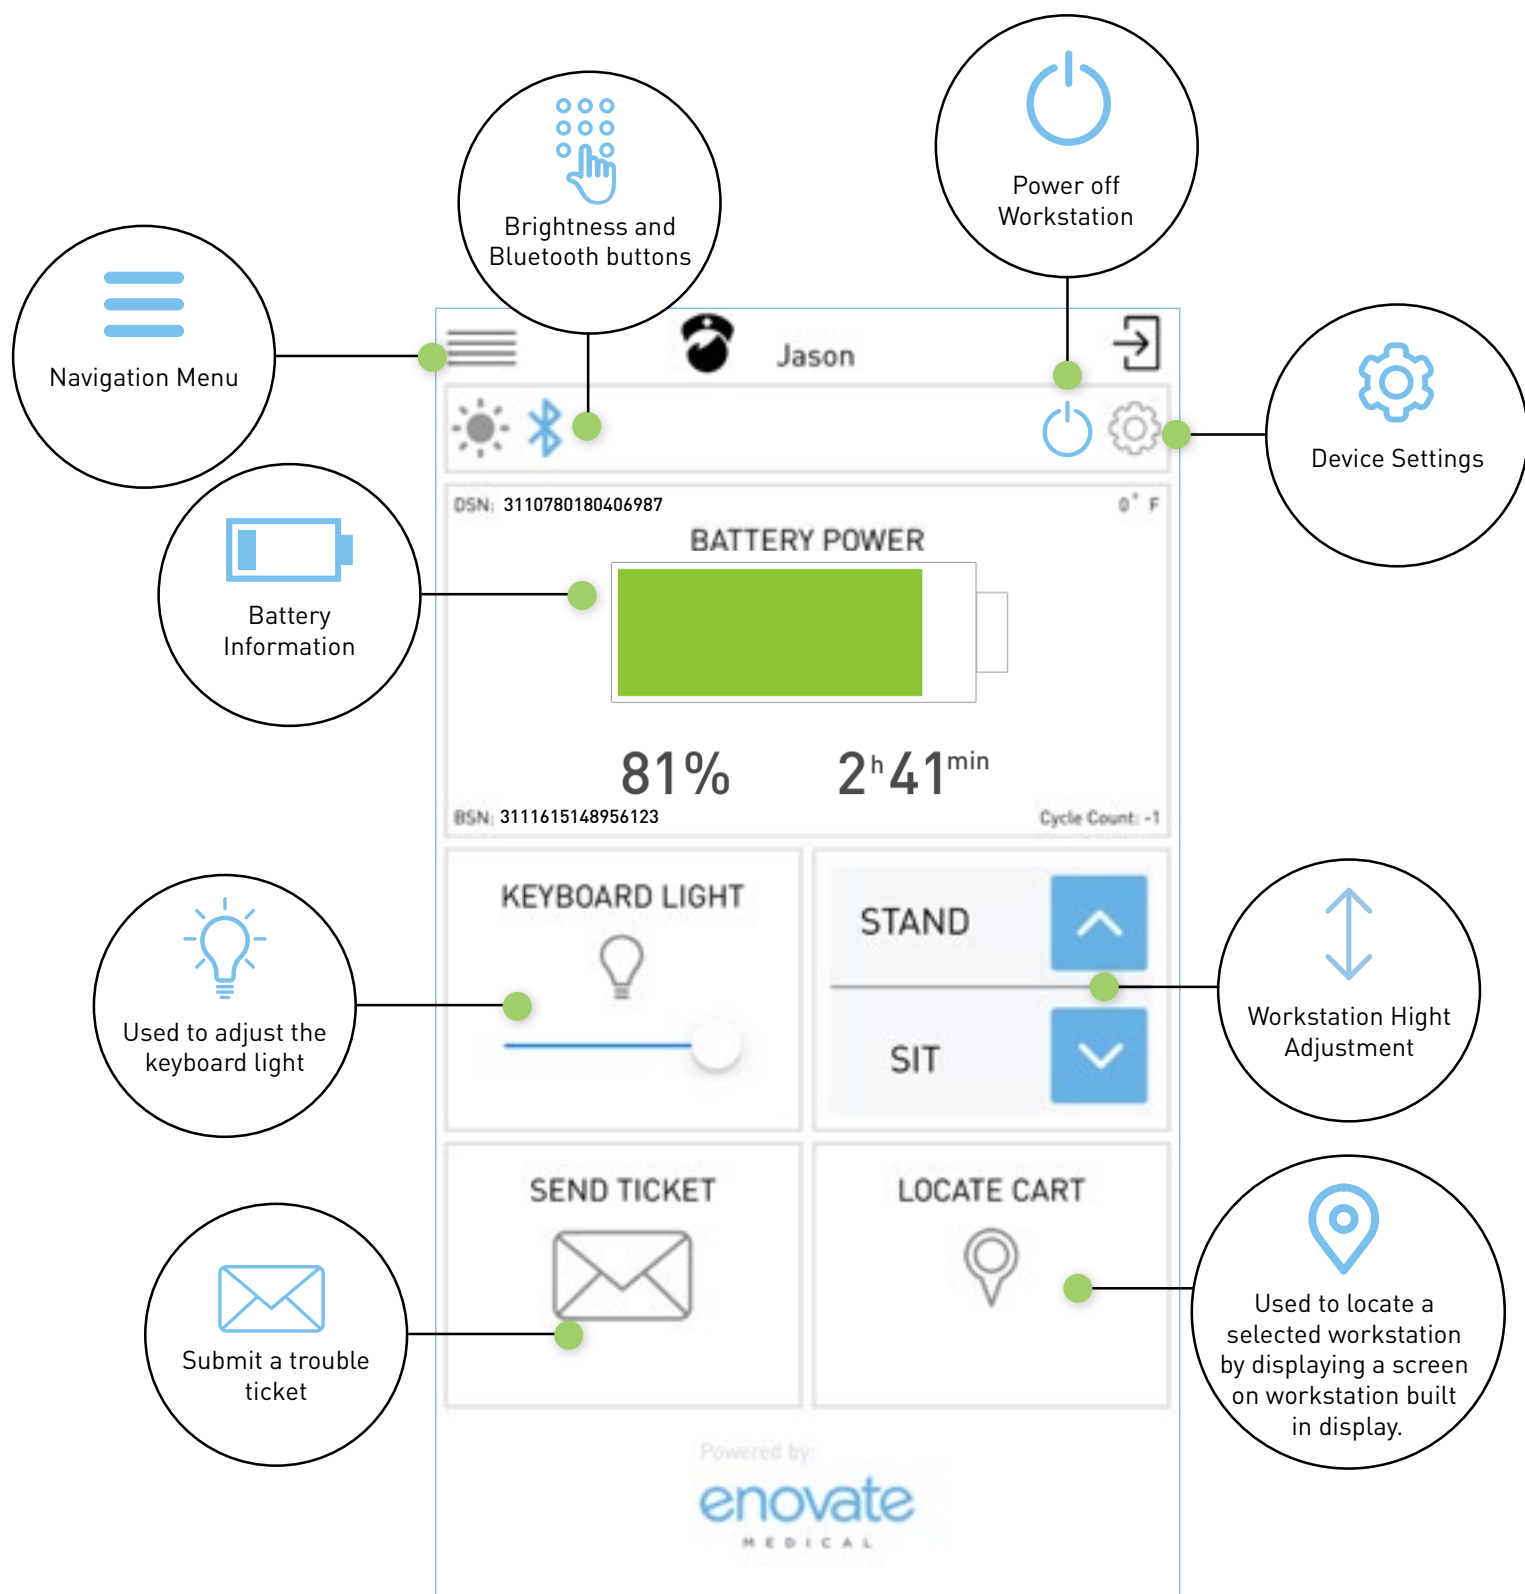 Power off
Workstation
Brightness and
Bluetooth buttons
Navigation Menu
Jason
Device Settings
DSN: 3110780180406987
0° F
BATTERY POWER
Battery
Information
81%
2h 41min
BSN: 3111615148956123
Cycle Count: -1
KEYBOARD LIGHT
STAND
SIT
Used to adjust the
keyboard light
Workstation Hight
Adjustment
SEND TICKET
LOCATE CART
Submit a trouble
ticket
Used to locate a
selected workstation
by displaying a screen
on workstation built
in display.
Powered by:
enovate
MEDICAL